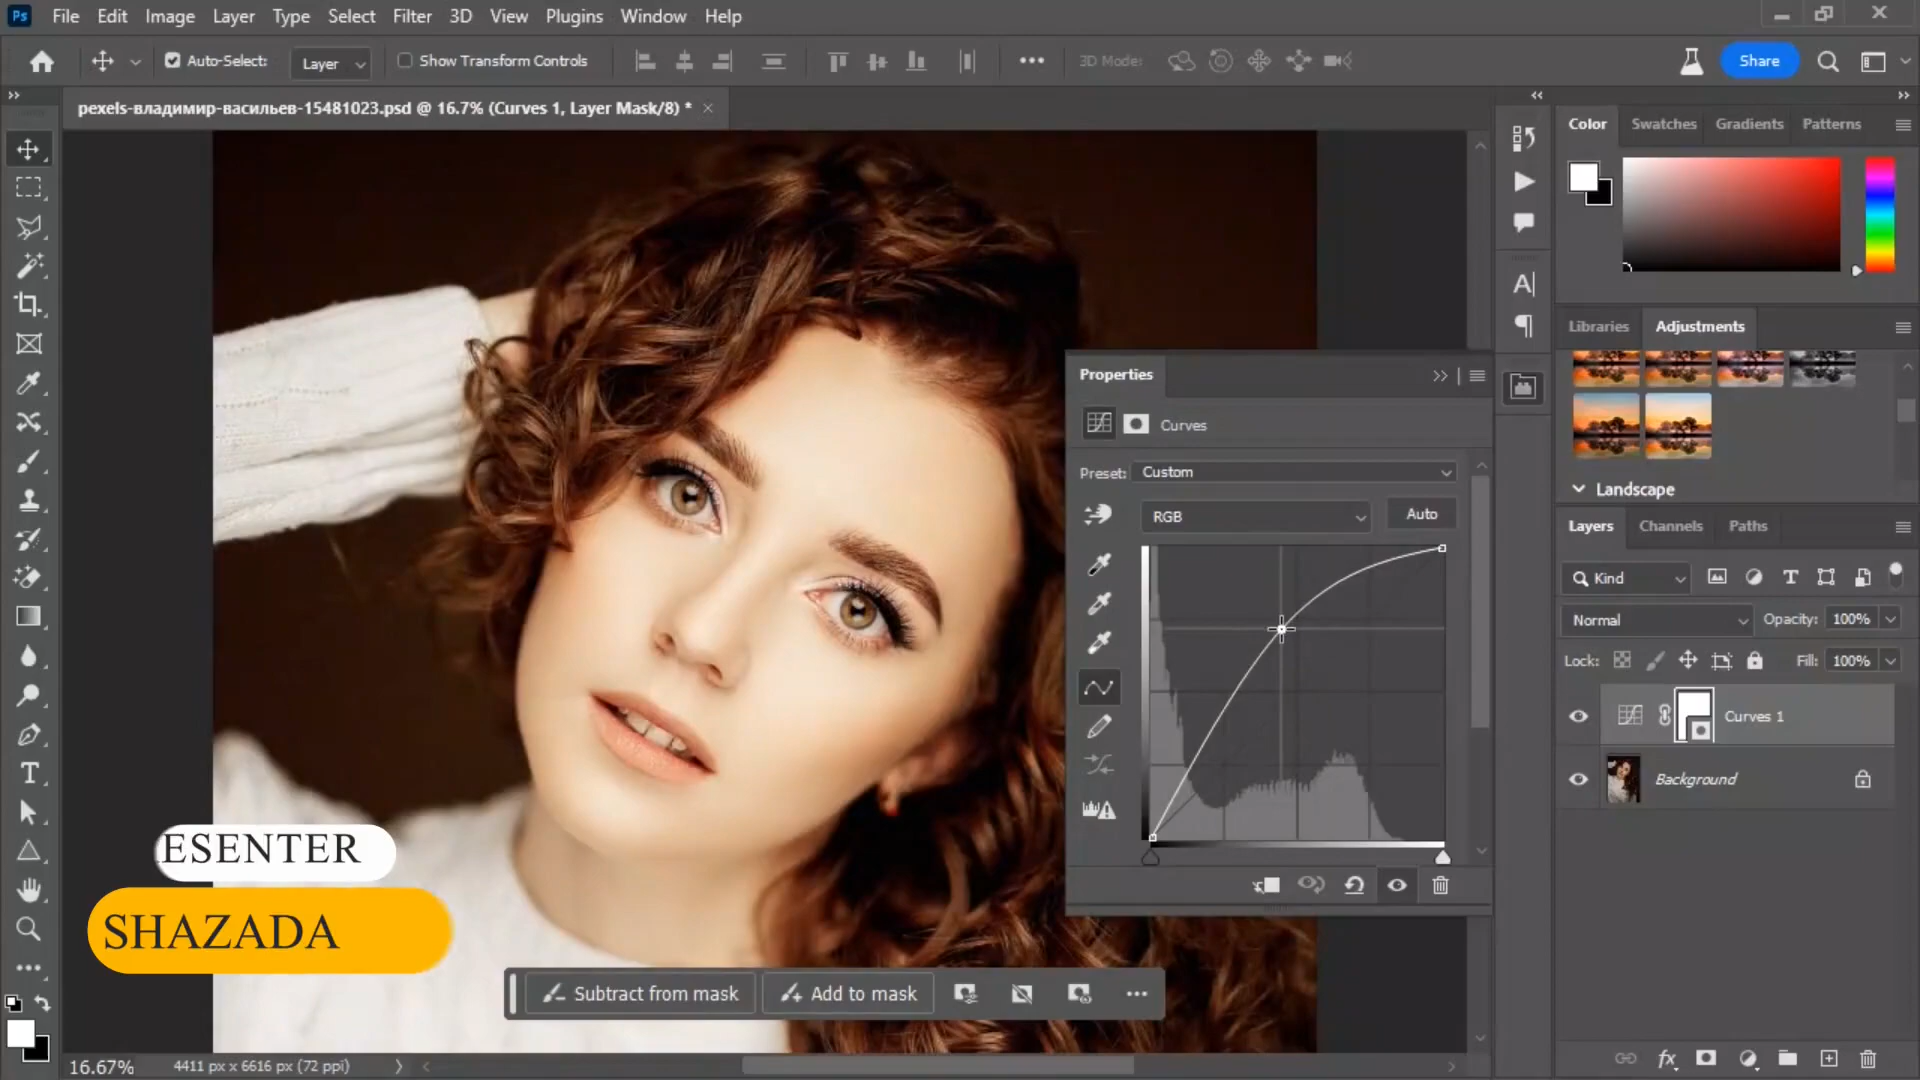 Ps File Edit Image Layer Type Select Filter 3D View Plugins Window Help
Auto-Select: Layer Show Transform Controls 3D Mode: Share
pexels-владимир-васильев-15481023.psd @ 16.7% (Curves 1, Layer Mask/8) *
Color Swatches Gradients Patterns
Libraries Adjustments
Landscape
Properties
Curves
Preset: Custom
RGB Auto
Layers Channels Paths
Kind
Normal Opacity: 100%
Lock: Fill: 100%
Curves 1
Background
ESENTER
SHAZADA
Subtract from mask Add to mask
16.67% 4411 px x 6616 px (72 ppi)